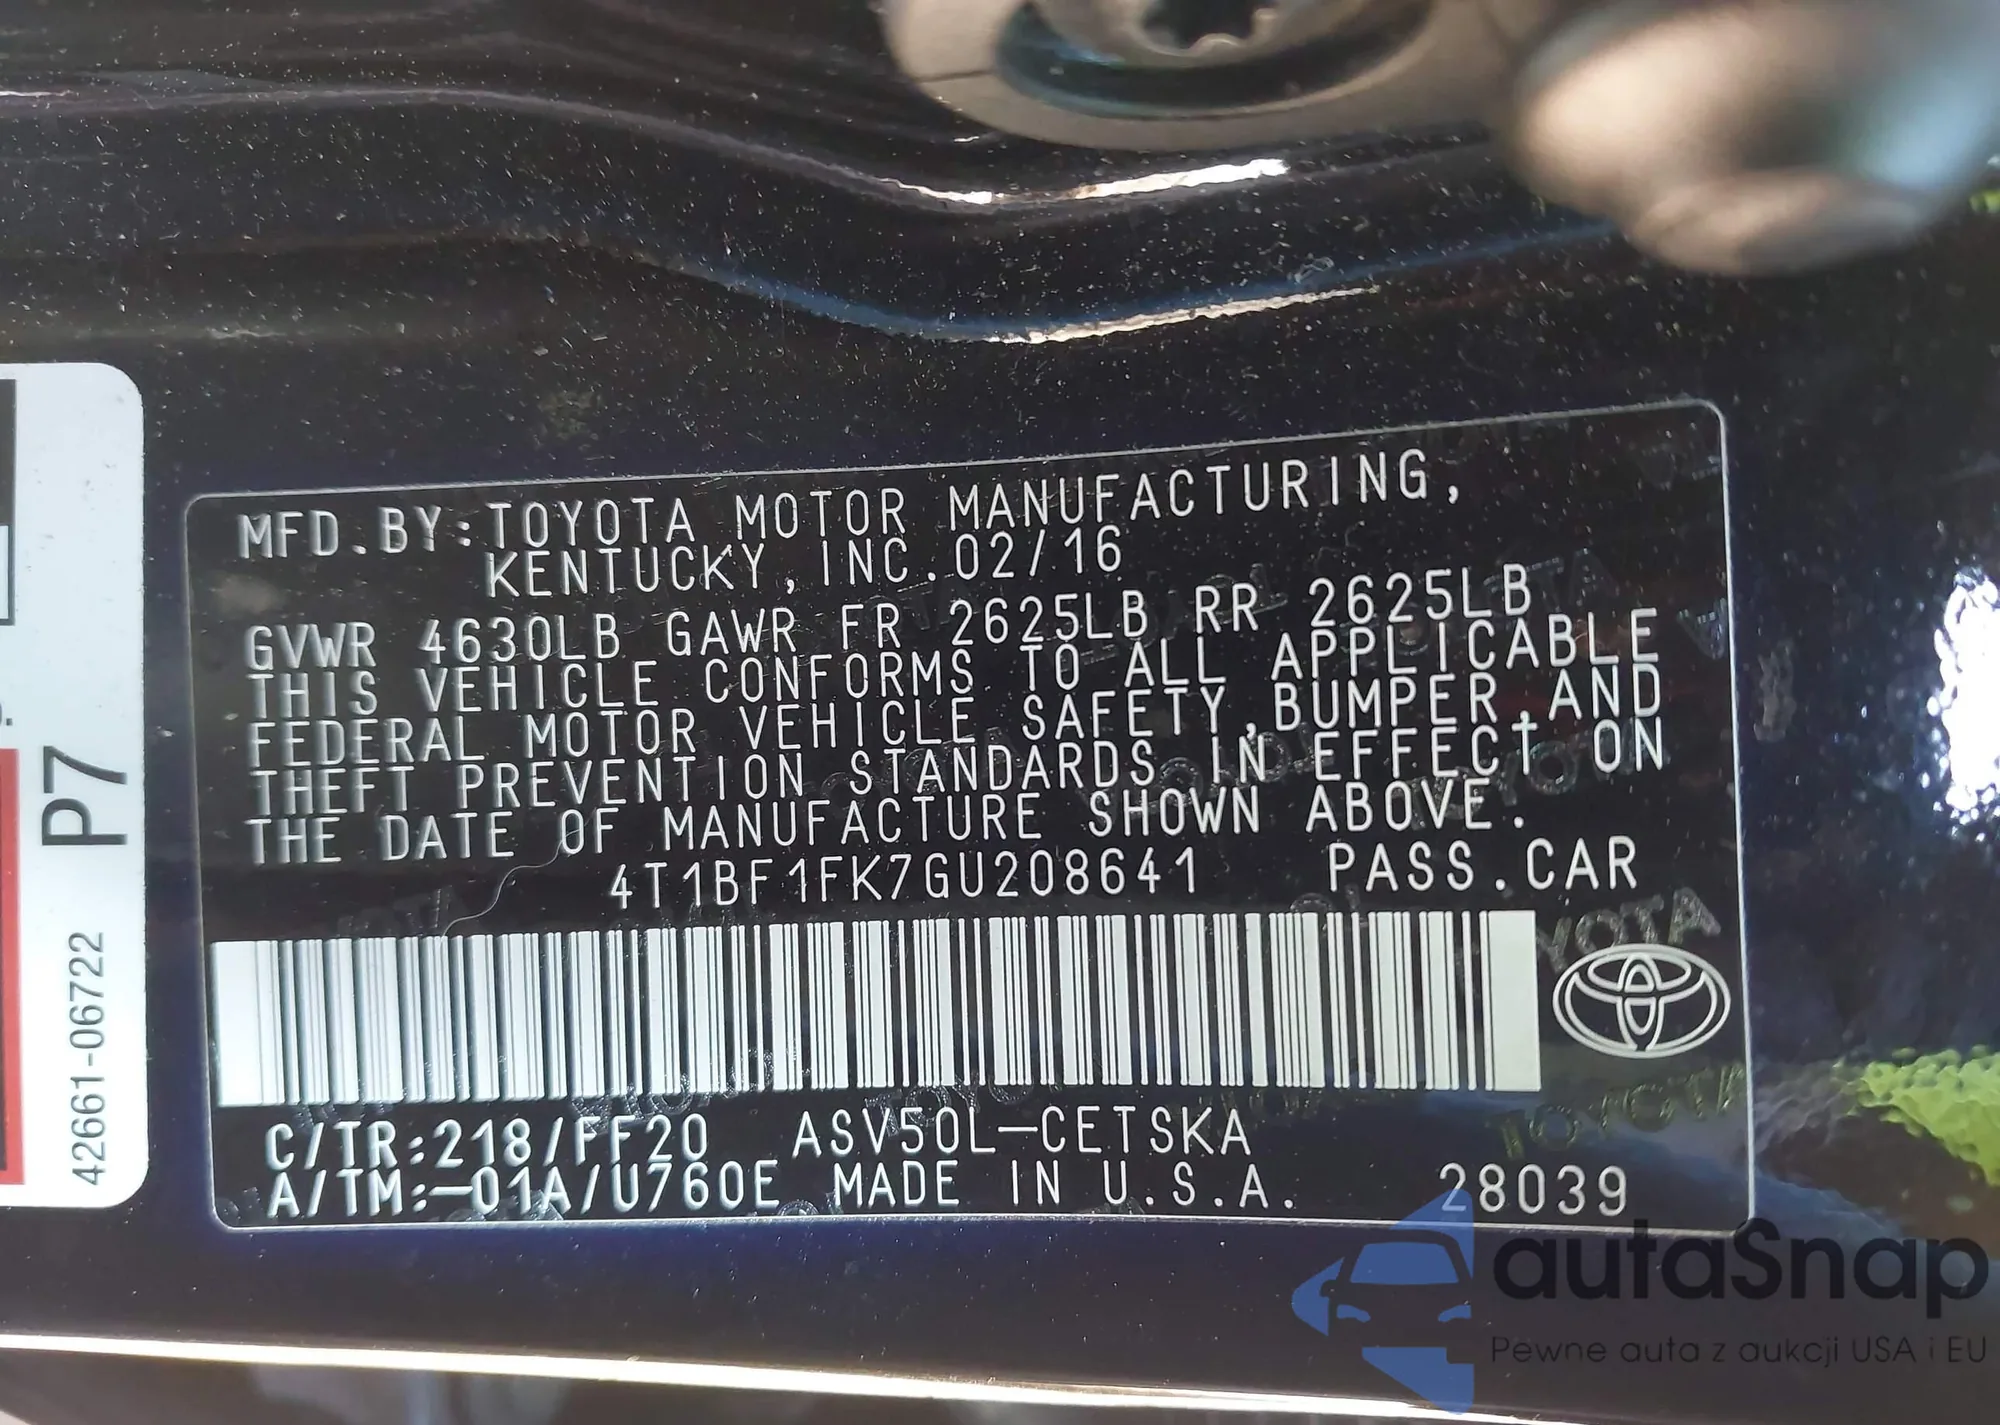 MFD.BY:TOYOTA MOTOR MANUFACTURING,
KENTUCKY, INC.02/16
GVWR 4630LB GAWR FR 2625LB RR 2625LB
THIS VEHICLE CONFORMS TO ALL APPLICABLE
FEDERAL MOTOR VEHICLE SAFETY,BUMPER,AND
THEFT PREVENTION STANDARDS IN EFFECT ON
THE DATE OF MANUFACTURE SHOWN ABOVE.
4T1BF1FK7GU208641 PASS.CAR
C/TR:218/FF20 ASV50L-CETSKA
A/TM:-01A/U760E MADE IN U.S.A. 28039
P7
42661-06722
TOYOTA
autaSnap
Pewne auta z aukcji USA i EU